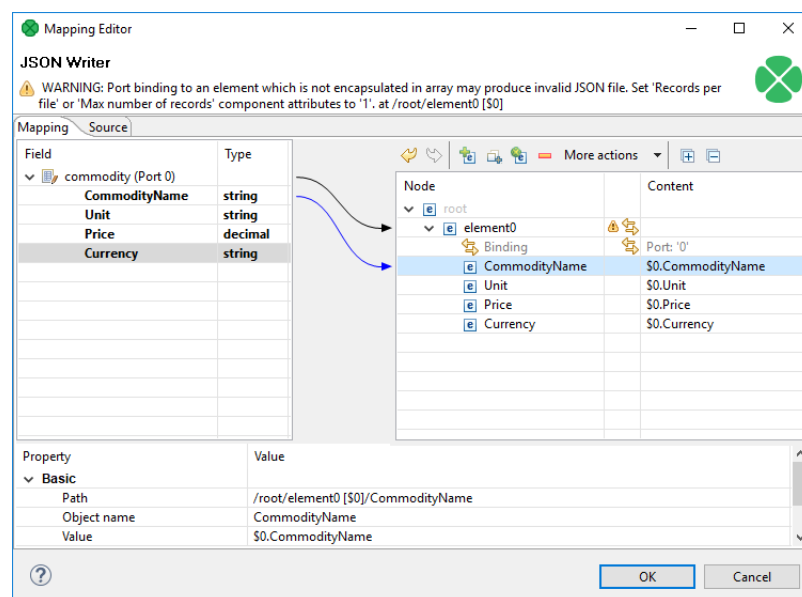 Mapping Editor
JSON Writer
WARNING: Port binding to an element which is not encapsulated in array may produce invalid JSON file. Set 'Records per
file' or 'Max number of records' component attributes to '1'. at /root/element0 [$0]
Mapping Source
Field Type
commodity (Port 0)
CommodityName string
Unit string
Price decimal
Currency string
More actions
Node Content
root
element0
Binding Port: '0'
CommodityName $0.CommodityName
Unit $0.Unit
Price $0.Price
Currency $0.Currency
Property Value
Basic
Path /root/element0 [$0]/CommodityName
Object name CommodityName
Value $0.CommodityName
OK Cancel